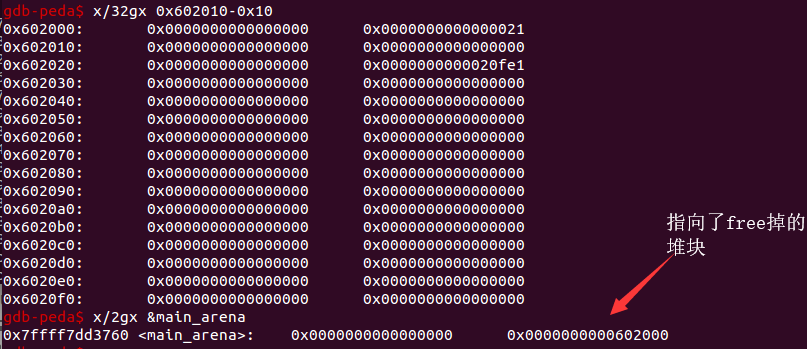 gdb-peda$ x/32gx 0x602010-0x10
0x602000: 0x0000000000000000 0x0000000000000021
0x602010: 0x0000000000000000 0x0000000000000000
0x602020: 0x0000000000000000 0x0000000000020fe1
0x602030: 0x0000000000000000 0x0000000000000000
0x602040: 0x0000000000000000 0x0000000000000000
0x602050: 0x0000000000000000 0x0000000000000000
0x602060: 0x0000000000000000 0x0000000000000000
0x602070: 0x0000000000000000 0x0000000000000000
0x602080: 0x0000000000000000 0x0000000000000000
0x602090: 0x0000000000000000 0x0000000000000000
0x6020a0: 0x0000000000000000 0x0000000000000000
0x6020b0: 0x0000000000000000 0x0000000000000000
0x6020c0: 0x0000000000000000 0x0000000000000000
0x6020d0: 0x0000000000000000 0x0000000000000000
0x6020e0: 0x0000000000000000 0x0000000000000000
0x6020f0: 0x0000000000000000 0x0000000000000000
指向了free掉的
堆块
gdb-peda$ x/2gx &main_arena
0x7ffff7dd3760 <main_arena>: 0x0000000000000000 0x0000000000602000